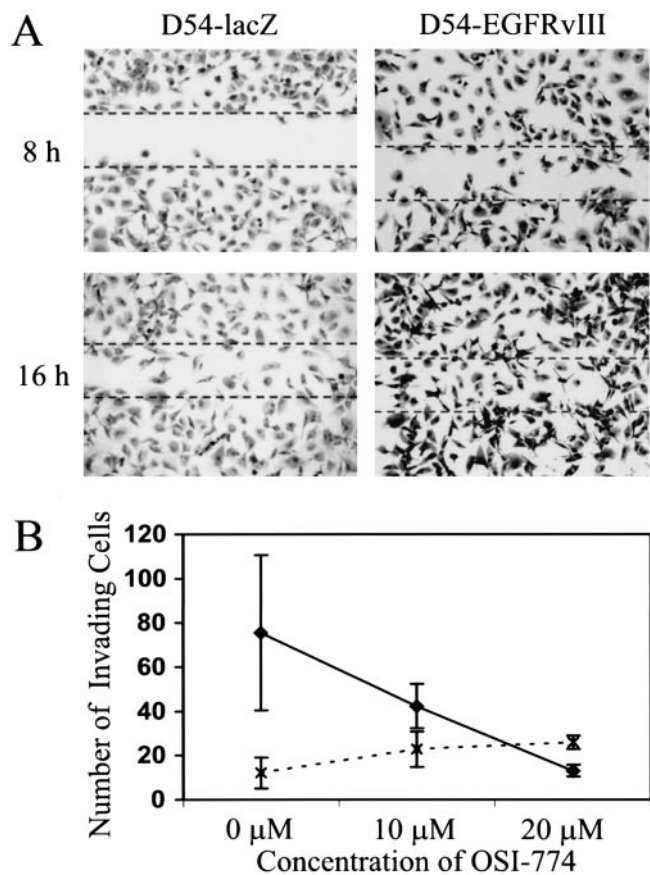 A
D54-lacZ
D54-EGFRvIII
8 h
16 h
B
Number of Invading Cells
120
100
80
60
40
20
0
0 μM
10 μM
20 μM
Concentration of OSI-774